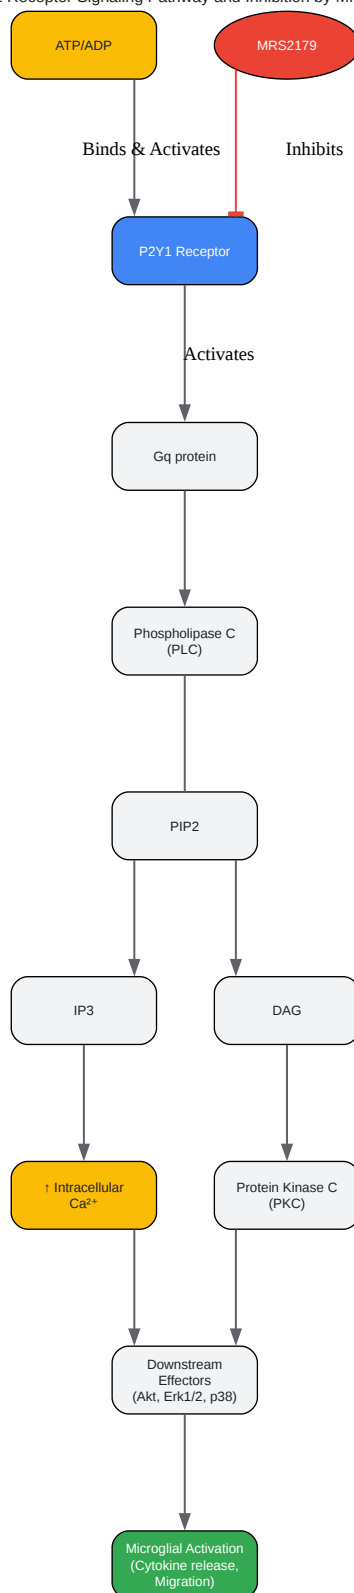 Receptor Signaling Pathway and Inhibition by
ATP/ADP
MRS2179
Binds & Activates
Inhibits
P2Y1 Receptor
Activates
Gq protein
Phospholipase C
(PLC)
PIP2
IP3
DAG
↑ Intracellular
Ca²⁺
Protein Kinase C
(PKC)
Downstream
Effectors
(Akt, Erk1/2, p38)
Microglial Activation
(Cytokine release,
Migration)